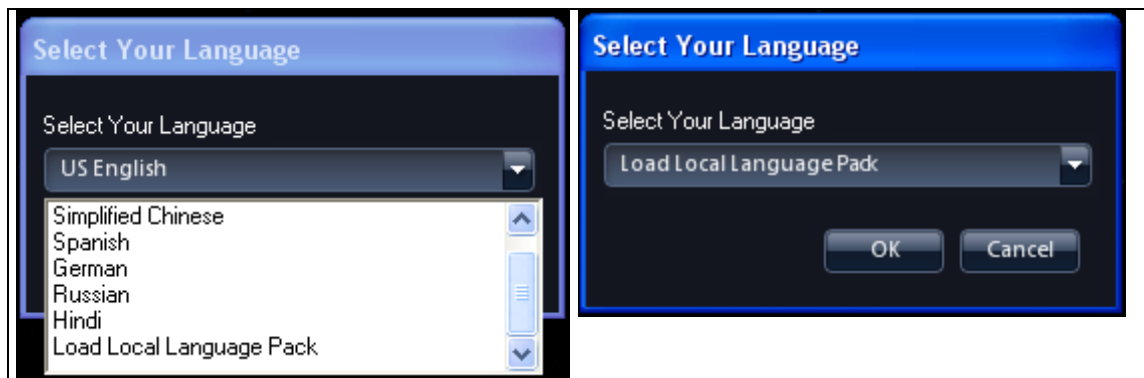 Select Your Language
Select Your Language
US English
Simplified Chinese
Spanish
German
Russian
Hindi
Load Local Language Pack
Select Your Language
Select Your Language
Load Local Language Pack
OK
Cancel